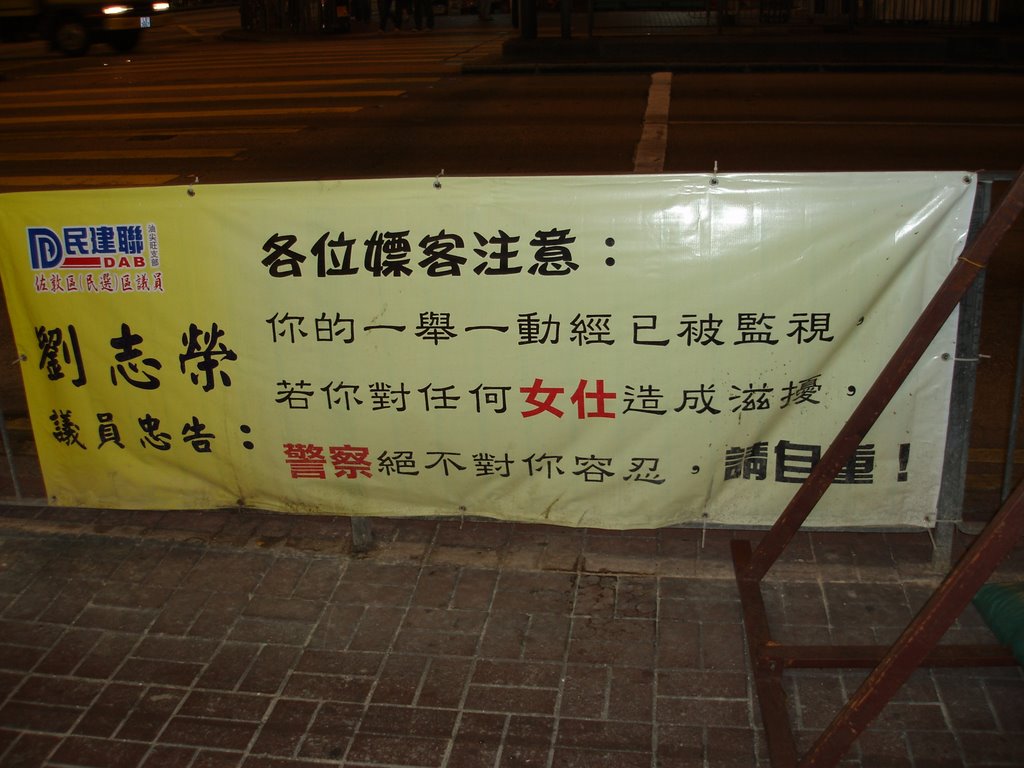 民建聯
油尖旺支部
DAB
佐敦區(民選)區議員
劉志榮
議員忠告：
各位嫖客注意：
你的一舉一動經已被監視，
若你對任何女仕造成滋擾，
警察絕不對你容忍，請自重！